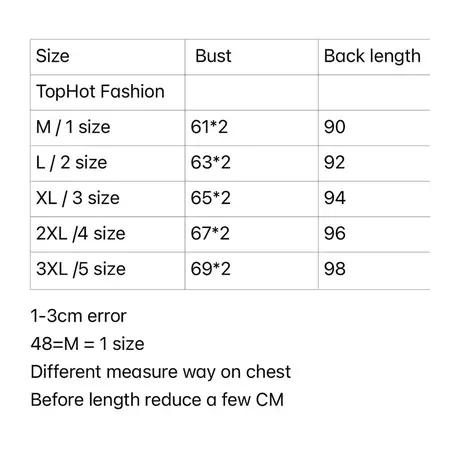 Size Bust Back length
TopHot Fashion
M / 1 size 61*2 90
L / 2 size 63*2 92
XL / 3 size 65*2 94
2XL /4 size 67*2 96
3XL /5 size 69*2 98
1-3cm error
48=M = 1 size
Different measure way on chest
Before length reduce a few CM